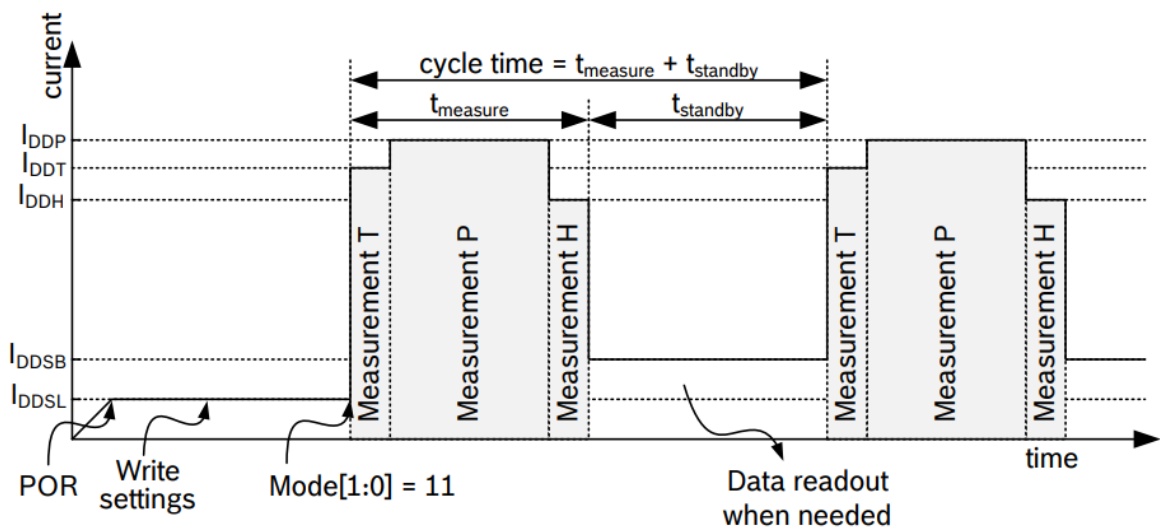 current
cycle time = tmeasure + tstandby
tmeasure
tstandby
IDDP
IDDT
IDDH
IDDSB
IDDSL
Measurement T
Measurement P
Measurement H
Measurement T
Measurement P
Measurement H
time
POR
Write
settings
Mode[1:0] = 11
Data readout
when needed